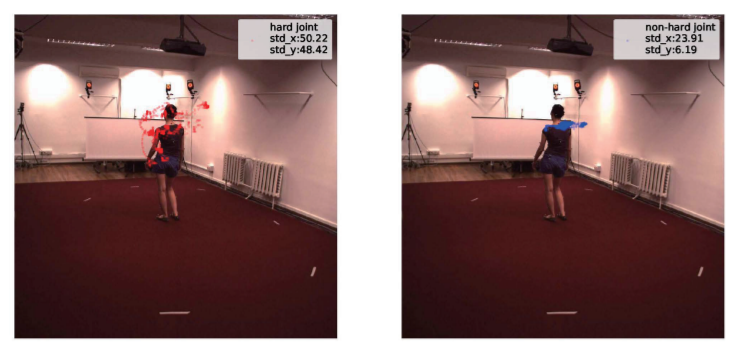 hard joint
std_x:50.22
std_y:48.42
non-hard joint
std_x:23.91
std_y:6.19